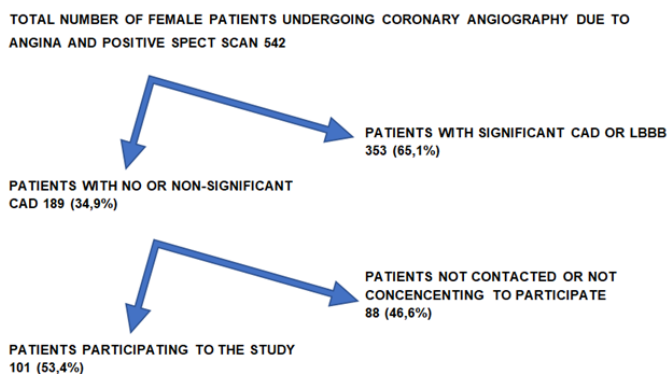 TOTAL NUMBER OF FEMALE PATIENTS UNDERGOING CORONARY ANGIOGRAPHY DUE TO
ANGINA AND POSITIVE SPECT SCAN 542
PATIENTS WITH SIGNIFICANT CAD OR LBBB
353 (65,1%)
PATIENTS WITH NO OR NON-SIGNIFICANT
CAD 189 (34,9%)
PATIENTS NOT CONTACTED OR NOT
CONCENCENTING TO PARTICIPATE
88 (46,6%)
PATIENTS PARTICIPATING TO THE STUDY
101 (53,4%)